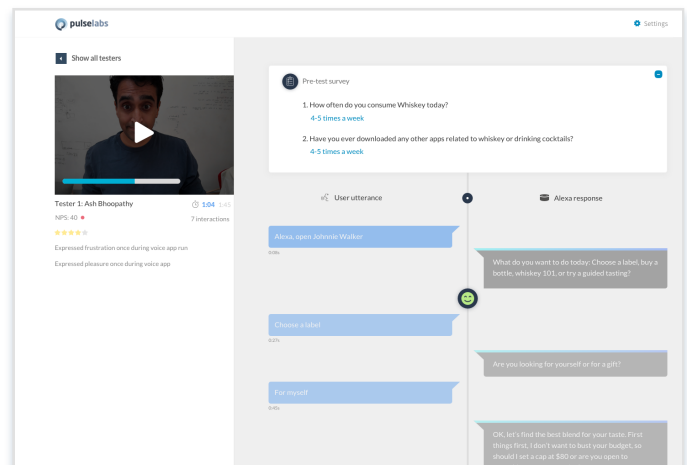 pulselabs
Settings
Show all testers
Tester 1: Ash Bhoopathy
1:04 1:45
NPS: 40
7 interactions
Expressed frustration once during voice app run
Expressed pleasure once during voice app
Pre-test survey
1. How often do you consume Whiskey today?
4-5 times a week
2. Have you ever downloaded any other apps related to whiskey or drinking cocktails?
4-5 times a week
User utterance
Alexa response
Alexa, open Johnnie Walker
0:08s
What do you want to do today: Choose a label, buy a
bottle, whiskey 101, or try a guided tasting?
Choose a label
0:27s
Are you looking for yourself or for a gift?
For myself
0:45s
OK, let's find the best blend for your taste. First
things first, I don't want to bust your budget, so
should I set a cap at $80 or are you open to